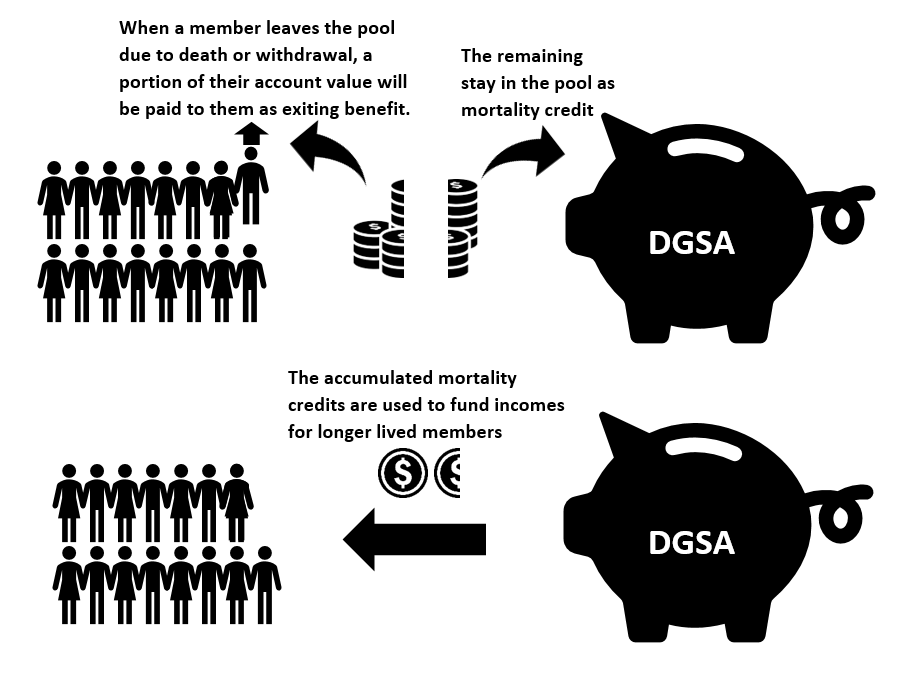 When a member leaves the pool
due to death or withdrawal, a
portion of their account value will
be paid to them as exiting benefit.
The remaining
stay in the pool as
mortality credit
DGSA
The accumulated mortality
credits are used to fund incomes
for longer lived members
DGSA